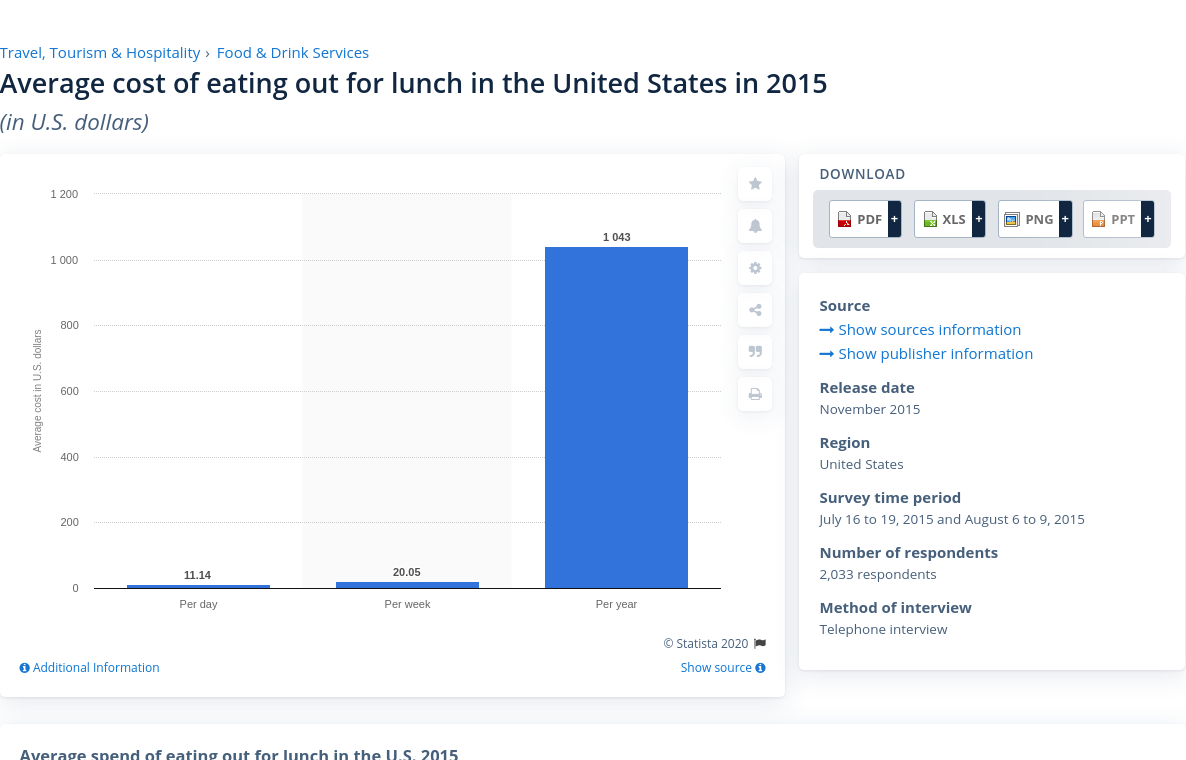 Travel, Tourism & Hospitality › Food & Drink Services
Average cost of eating out for lunch in the United States in 2015
(in U.S. dollars)
Average cost in U.S. dollars
1 200
1 000
800
600
400
200
0
11.14
20.05
1 043
Per day
Per week
Per year
© Statista 2020
Additional Information
Show source
DOWNLOAD
PDF + XLS + PNG + PPT +
Source
Show sources information
Show publisher information
Release date
November 2015
Region
United States
Survey time period
July 16 to 19, 2015 and August 6 to 9, 2015
Number of respondents
2,033 respondents
Method of interview
Telephone interview
Average spend of eating out for lunch in the U.S. 2015